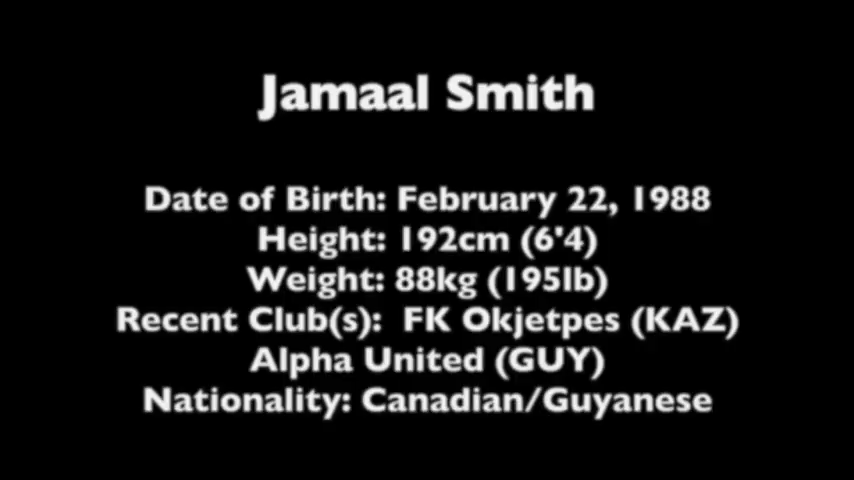 Jamaal Smith
Date of Birth: February 22, 1988
Height: 192cm (6'4)
Weight: 88kg (195lb)
Recent Club(s):  FK Okjetpes (KAZ)
Alpha United (GUY)
Nationality: Canadian/Guyanese